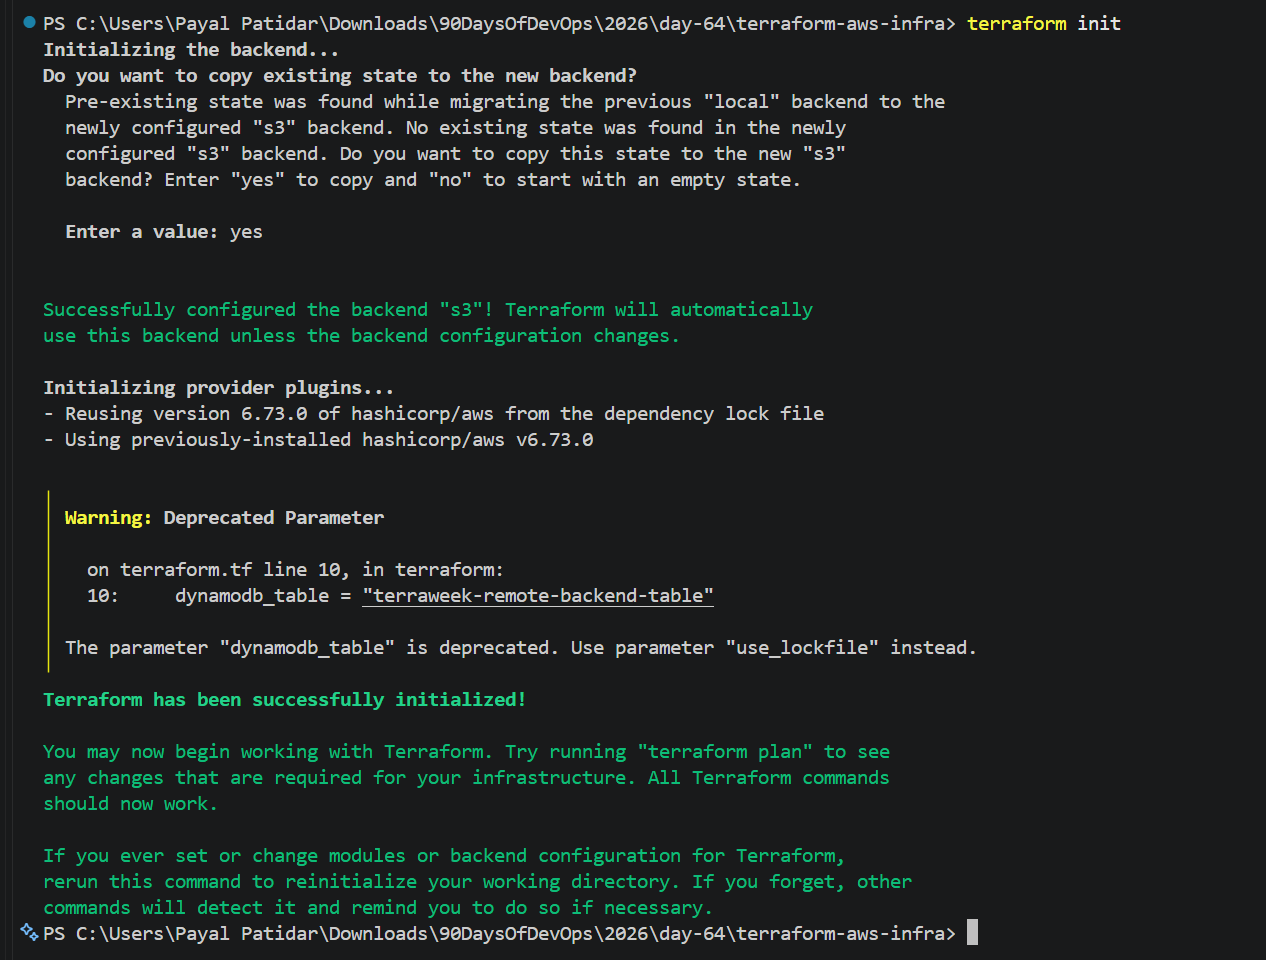 PS C:\Users\Payal Patidar\Downloads\90DaysOfDevOps\2026\day-64\terraform-aws-infra> terraform init
Initializing the backend...
Do you want to copy existing state to the new backend?
  Pre-existing state was found while migrating the previous "local" backend to the
  newly configured "s3" backend. No existing state was found in the newly
  configured "s3" backend. Do you want to copy this state to the new "s3"
  backend? Enter "yes" to copy and "no" to start with an empty state.
  Enter a value: yes
Successfully configured the backend "s3"! Terraform will automatically
use this backend unless the backend configuration changes.
Initializing provider plugins...
- Reusing version 6.73.0 of hashicorp/aws from the dependency lock file
- Using previously-installed hashicorp/aws v6.73.0
Warning: Deprecated Parameter
  on terraform.tf line 10, in terraform:
  10:     dynamodb_table = "terraweek-remote-backend-table"
The parameter "dynamodb_table" is deprecated. Use parameter "use_lockfile" instead.
Terraform has been successfully initialized!
You may now begin working with Terraform. Try running "terraform plan" to see
any changes that are required for your infrastructure. All Terraform commands
should now work.
If you ever set or change modules or backend configuration for Terraform,
rerun this command to reinitialize your working directory. If you forget, other
commands will detect it and remind you to do so if necessary.
PS C:\Users\Payal Patidar\Downloads\90DaysOfDevOps\2026\day-64\terraform-aws-infra>